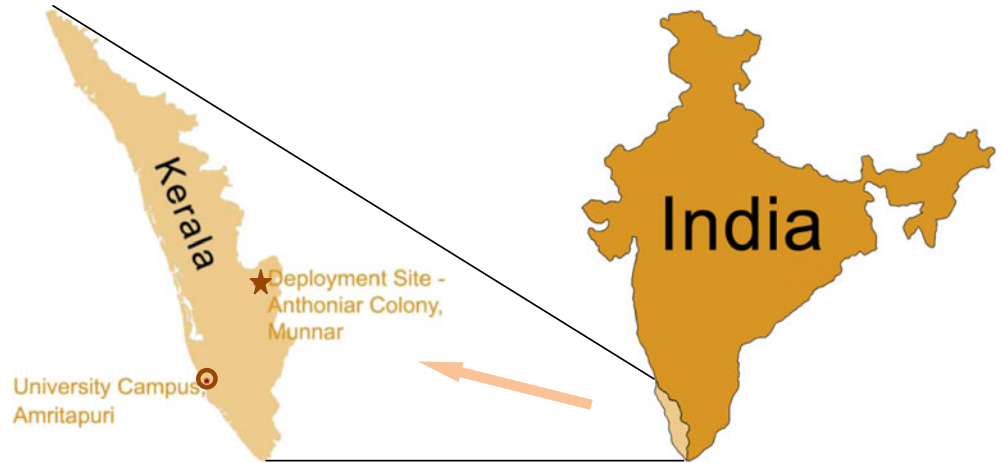 Kerala
India
Deployment Site -
Anthoniar Colony,
Munnar
University Campus,
Amritapuri